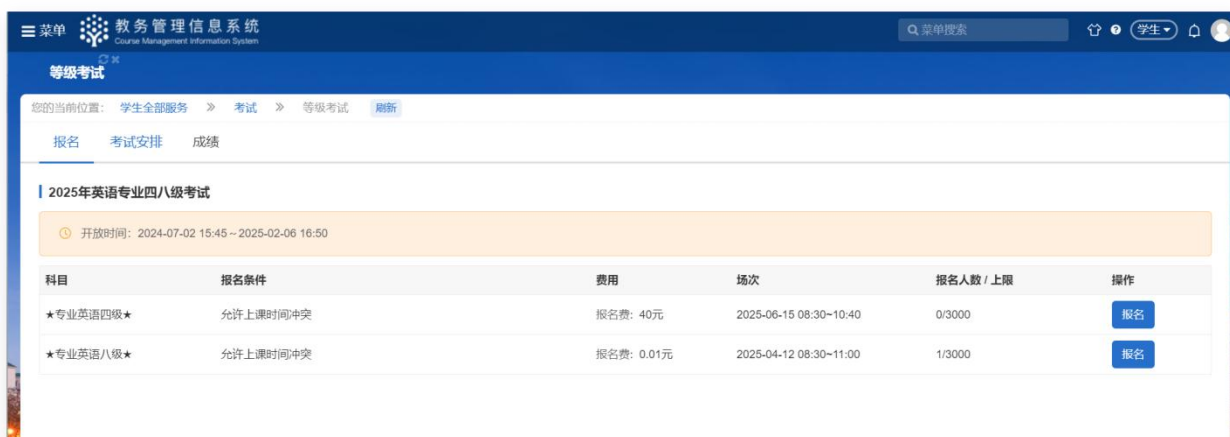 菜单 教务管理信息系统 菜单搜索 学生
Course Management Information System
等级考试
您的当前位置： 学生全部服务 » 考试 » 等级考试 刷新
报名 考试安排 成绩
2025年英语专业四八级考试
开放时间：2024-07-02 15:45～2025-02-06 16:50
科目 报名条件 费用 场次 报名人数 / 上限 操作
★专业英语四级★ 允许上课时间冲突 报名费: 40元 2025-06-15 08:30~10:40 0/3000 报名
★专业英语八级★ 允许上课时间冲突 报名费: 0.01元 2025-04-12 08:30~11:00 1/3000 报名